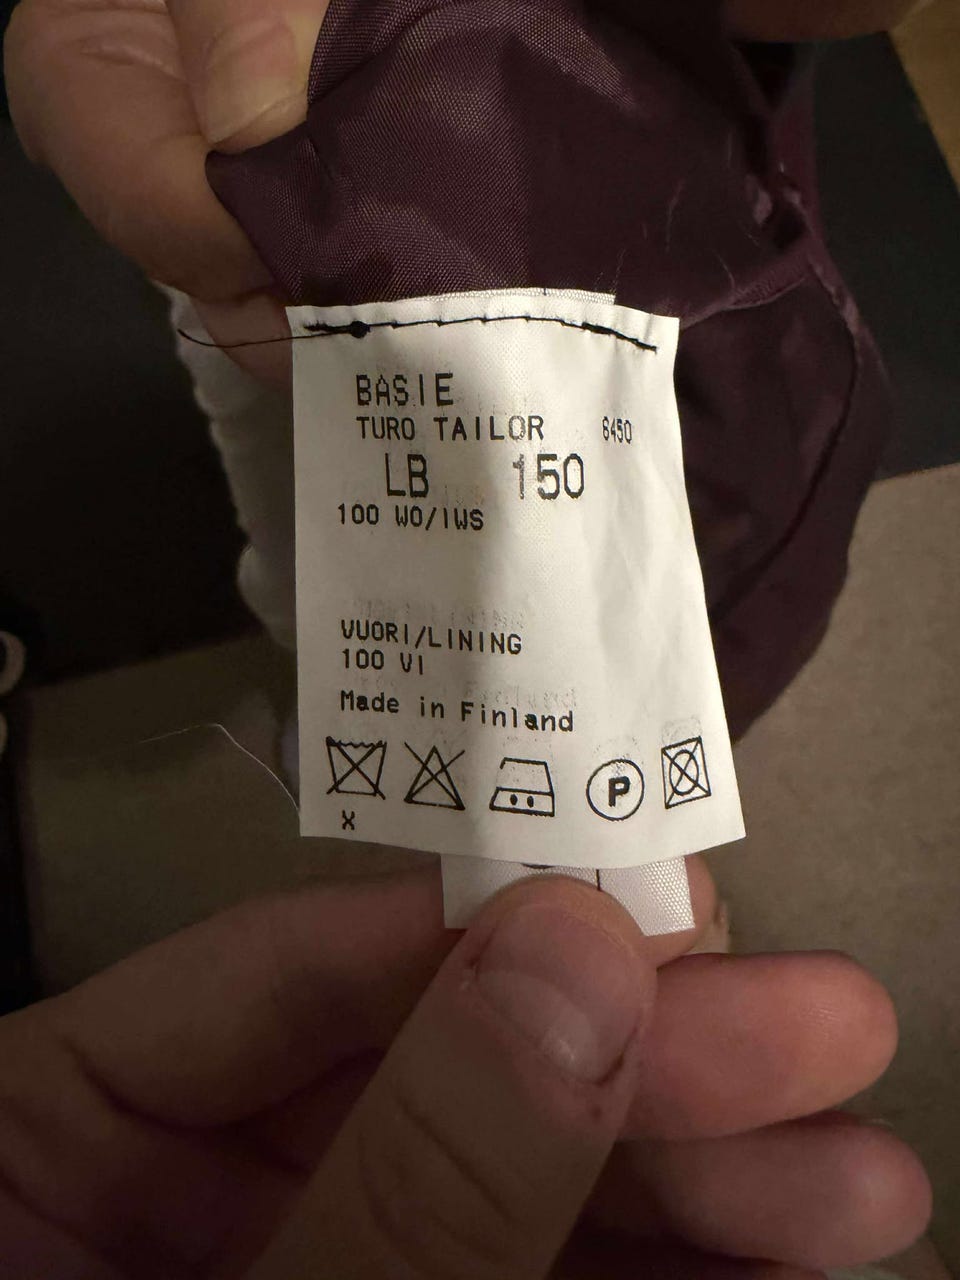 BASIE
TURO TAILOR 6450
LB 150
100 WO/IWS
VUORI/LINING
100 VI
Made in Finland
P
X